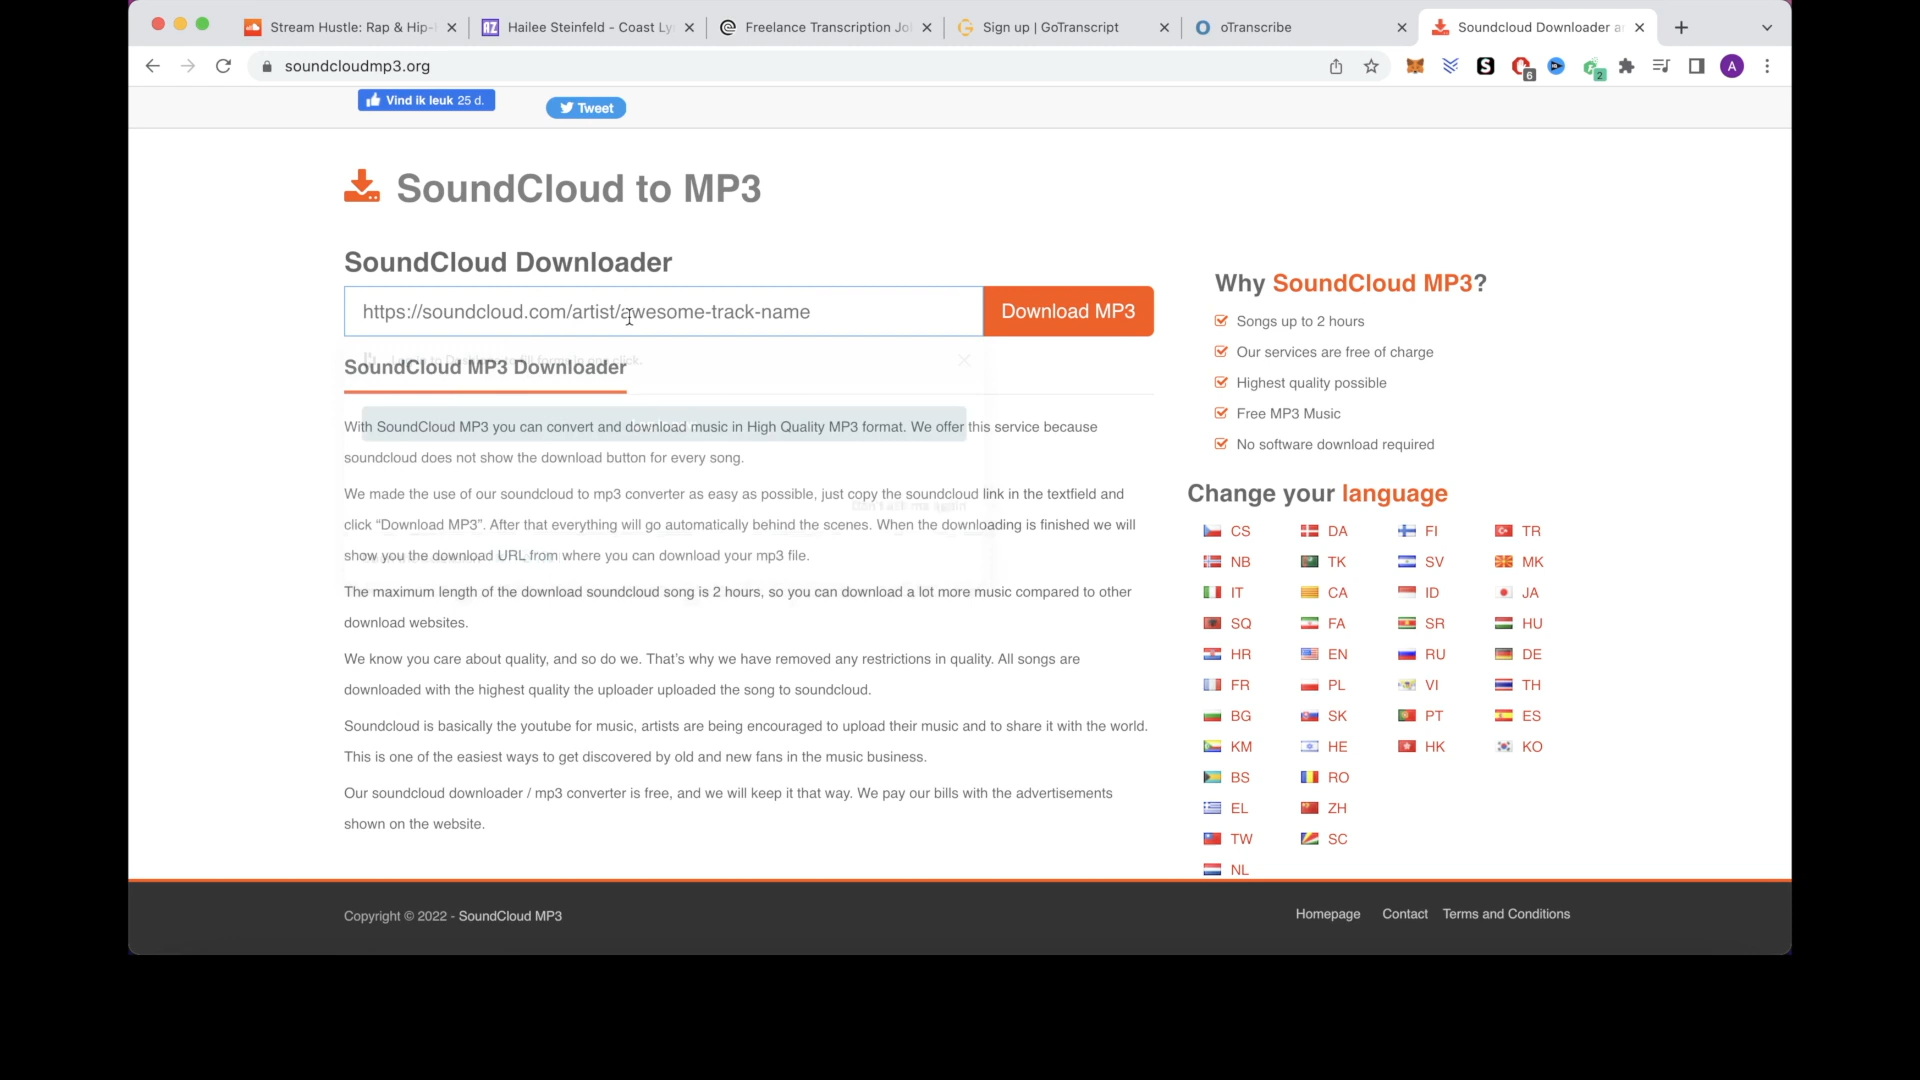 Stream Hustle: Rap & Hip-
Hailee Steinfeld - Coast Ly
Freelance Transcription Jo
Sign up | GoTranscript
oTranscribe
Soundcloud Downloader a
soundcloudmp3.org
6
2
A
Vind ik leuk 25 d.
Tweet
SoundCloud to MP3
SoundCloud Downloader
https://soundcloud.com/artist/awesome-track-name
Download MP3
SoundCloud MP3 Downloader
With SoundCloud MP3 you can convert and download music in High Quality MP3 format. We offer this service because
soundcloud does not show the download button for every song.
We made the use of our soundcloud to mp3 converter as easy as possible, just copy the soundcloud link in the textfield and
click “Download MP3”. After that everything will go automatically behind the scenes. When the downloading is finished we will
show you the download URL from where you can download your mp3 file.
The maximum length of the download soundcloud song is 2 hours, so you can download a lot more music compared to other
download websites.
We know you care about quality, and so do we. That’s why we have removed any restrictions in quality. All songs are
downloaded with the highest quality the uploader uploaded the song to soundcloud.
Soundcloud is basically the youtube for music, artists are being encouraged to upload their music and to share it with the world.
This is one of the easiest ways to get discovered by old and new fans in the music business.
Our soundcloud downloader / mp3 converter is free, and we will keep it that way. We pay our bills with the advertisements
shown on the website.
Why SoundCloud MP3?
Songs up to 2 hours
Our services are free of charge
Highest quality possible
Free MP3 Music
No software download required
Change your language
CS DA FI TR
NB TK SV MK
IT CA ID JA
SQ FA SR HU
HR EN RU DE
FR PL VI TH
BG SK PT ES
KM HE HK KO
BS RO
EL ZH
TW SC
NL
Copyright © 2022 - SoundCloud MP3
Homepage Contact Terms and Conditions